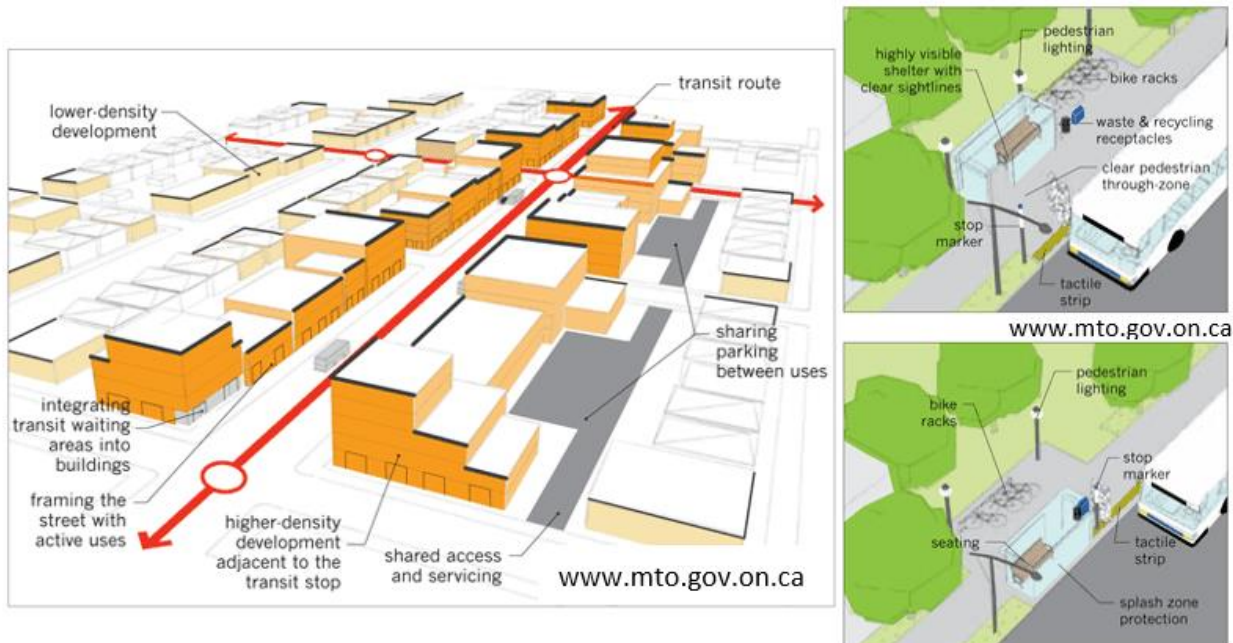 transit route
lower-density
development
sharing
parking
between uses
integrating
transit waiting
areas into
buildings
framing the
street with
active uses
higher-density
development
adjacent to the
transit stop
shared access
and servicing
www.mto.gov.on.ca
pedestrian
lighting
highly visible
shelter with
clear sightlines
bike racks
waste & recycling
receptacles
clear pedestrian
through-zone
stop
marker
tactile
strip
www.mto.gov.on.ca
pedestrian
lighting
bike
racks
stop
marker
seating
tactile
strip
splash zone
protection